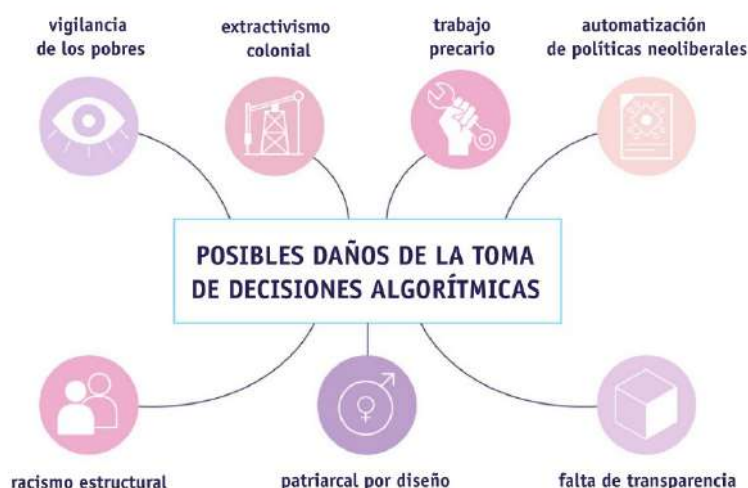 vigilancia
de los pobres
extractivismo
colonial
trabajo
precario
automatización
de políticas neoliberales
POSIBLES DAÑOS DE LA TOMA
DE DECISIONES ALGORÍTMICAS
racismo estructural
patriarcal por diseño
falta de transparencia